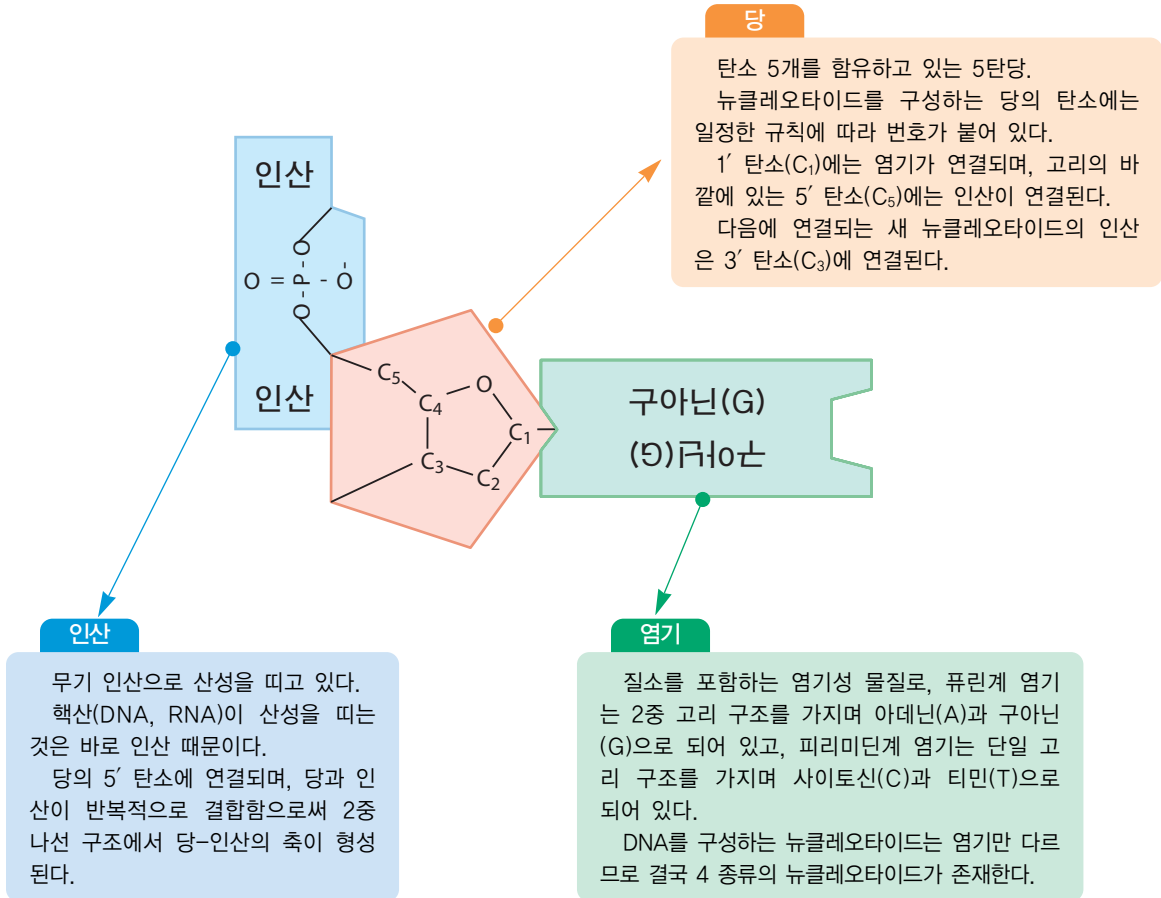 당
탄소 5개를 함유하고 있는 5탄당.
뉴클레오타이드를 구성하는 당의 탄소에는
일정한 규칙에 따라 번호가 붙어 있다.
1′ 탄소(C₁)에는 염기가 연결되며, 고리의 바
깥에 있는 5′ 탄소(C₅)에는 인산이 연결된다.
다음에 연결되는 새 뉴클레오타이드의 인산
은 3′ 탄소(C₃)에 연결된다.
인산
O
O = P - O⁻
O
인산
C₅
O
C₄
C₁
C₃
C₂
구아닌(G)
구아닌(G)
인산
무기 인산으로 산성을 띠고 있다.
핵산(DNA, RNA)이 산성을 띠는
것은 바로 인산 때문이다.
당의 5′ 탄소에 연결되며, 당과 인
산이 반복적으로 결합함으로써 2중
나선 구조에서 당-인산의 축이 형성
된다.
염기
질소를 포함하는 염기성 물질로, 퓨린계 염기
는 2중 고리 구조를 가지며 아데닌(A)과 구아닌
(G)으로 되어 있고, 피리미딘계 염기는 단일 고
리 구조를 가지며 사이토신(C)과 티민(T)으로
되어 있다.
DNA를 구성하는 뉴클레오타이드는 염기만 다르
므로 결국 4 종류의 뉴클레오타이드가 존재한다.